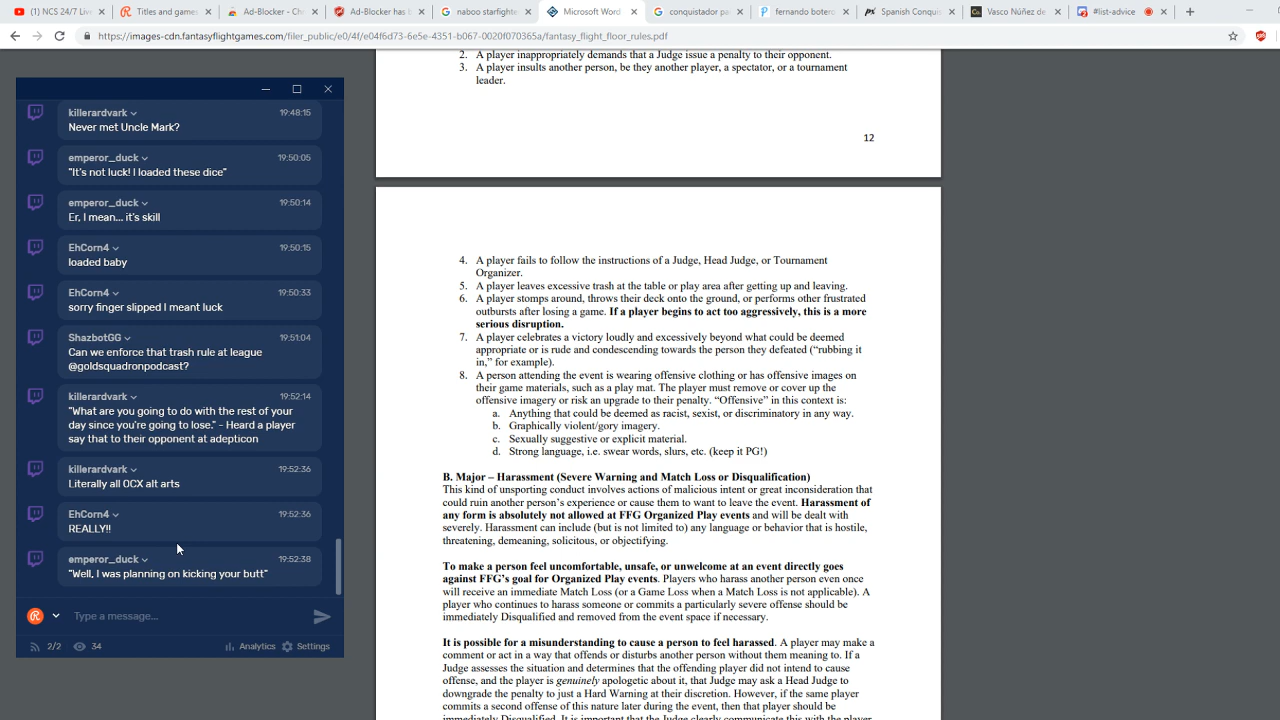 (1) NCS 24/7 Live
Titles and games
Ad-Blocker - Ch
Ad-Blocker has b
naboo starfighte
Microsoft Word
conquistador pa
fernando botero
Spanish Conqui
Vasco Núñez de
#list-advice
https://images-cdn.fantasyflightgames.com/filer_public/e0/4f/e04f6d73-6e5e-4351-b067-0020f070365a/fantasy_flight_floor_rules.pdf
killerardvark 19:48:15
Never met Uncle Mark?
emperor_duck 19:50:05
"It's not luck! I loaded these dice"
emperor_duck 19:50:14
Er, I mean... it's skill
EhCorn4 19:50:15
loaded baby
EhCorn4 19:50:33
sorry finger slipped I meant luck
ShazbotGG 19:51:04
Can we enforce that trash rule at league
@goldsquadronpodcast?
killerardvark 19:52:14
"What are you going to do with the rest of your
day since you're going to lose." - Heard a player
say that to their opponent at adepticon
killerardvark 19:52:36
Literally all OCX alt arts
EhCorn4 19:52:36
REALLY!!
emperor_duck 19:52:38
"Well, I was planning on kicking your butt"
Type a message...
2/2 34 Analytics Settings
2. A player inappropriately demands that a Judge issue a penalty to their opponent.
3. A player insults another person, be they another player, a spectator, or a tournament
leader.
12
4. A player fails to follow the instructions of a Judge, Head Judge, or Tournament
Organizer.
5. A player leaves excessive trash at the table or play area after getting up and leaving.
6. A player stomps around, throws their deck onto the ground, or performs other frustrated
outbursts after losing a game. If a player begins to act too aggressively, this is a more
serious disruption.
7. A player celebrates a victory loudly and excessively beyond what could be deemed
appropriate or is rude and condescending towards the person they defeated (“rubbing it
in,” for example).
8. A person attending the event is wearing offensive clothing or has offensive images on
their game materials, such as a play mat. The player must remove or cover up the
offensive imagery or risk an upgrade to their penalty. “Offensive” in this context is:
a. Anything that could be deemed as racist, sexist, or discriminatory in any way.
b. Graphically violent/gory imagery.
c. Sexually suggestive or explicit material.
d. Strong language, i.e. swear words, slurs, etc. (keep it PG!)
B. Major – Harassment (Severe Warning and Match Loss or Disqualification)
This kind of unsporting conduct involves actions of malicious intent or great inconsideration that
could ruin another person’s experience or cause them to want to leave the event. Harassment of
any form is absolutely not allowed at FFG Organized Play events and will be dealt with
severely. Harassment can include (but is not limited to) any language or behavior that is hostile,
threatening, demeaning, solicitous, or objectifying.
To make a person feel uncomfortable, unsafe, or unwelcome at an event directly goes
against FFG’s goal for Organized Play events. Players who harass another person even once
will receive an immediate Match Loss (or a Game Loss when a Match Loss is not applicable). A
player who continues to harass someone or commits a particularly severe offense should be
immediately Disqualified and removed from the event space if necessary.
It is possible for a misunderstanding to cause a person to feel harassed. A player may make a
comment or act in a way that offends or disturbs another person without them meaning to. If a
Judge assesses the situation and determines that the offending player did not intend to cause
offense, and the player is genuinely apologetic about it, that Judge may ask a Head Judge to
downgrade the penalty to just a Hard Warning at their discretion. However, if the same player
commits a second offense of this nature later during the event, then that player should be
immediately Disqualified. It is important that the Judge clearly communicate this with the player